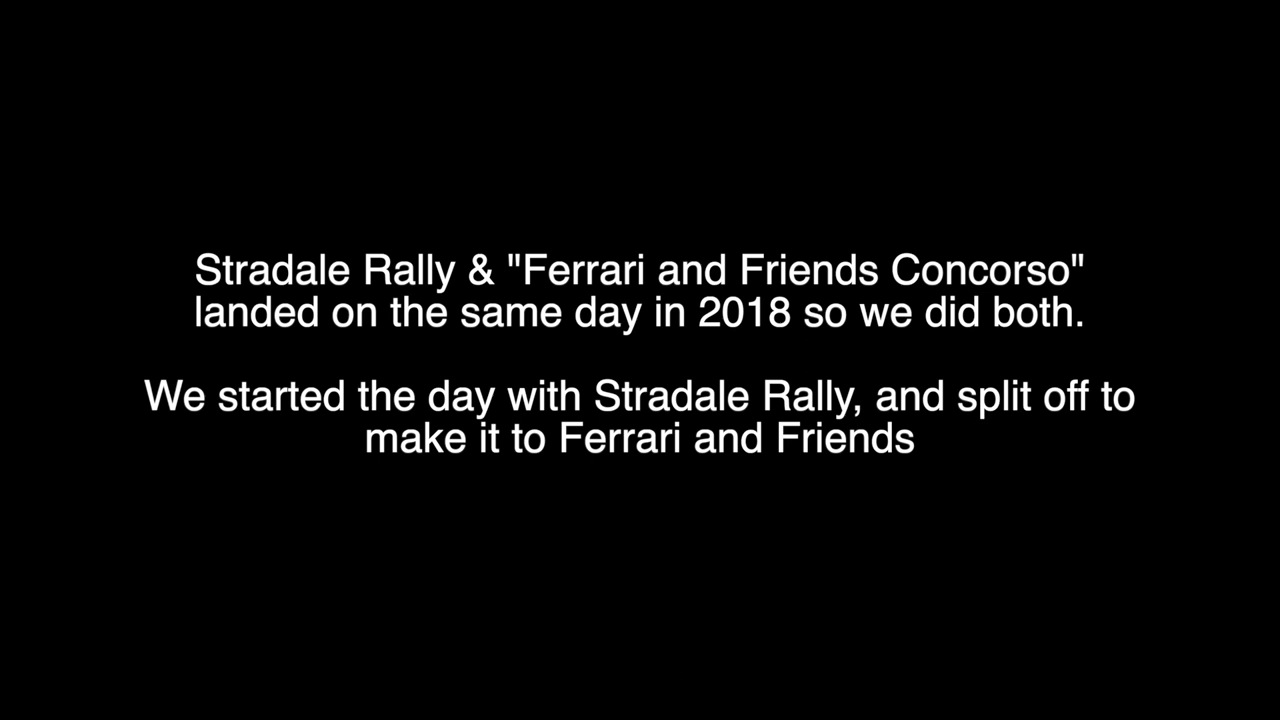 Stradale Rally & "Ferrari and Friends Concorso"
landed on the same day in 2018 so we did both.
We started the day with Stradale Rally, and split off to
make it to Ferrari and Friends